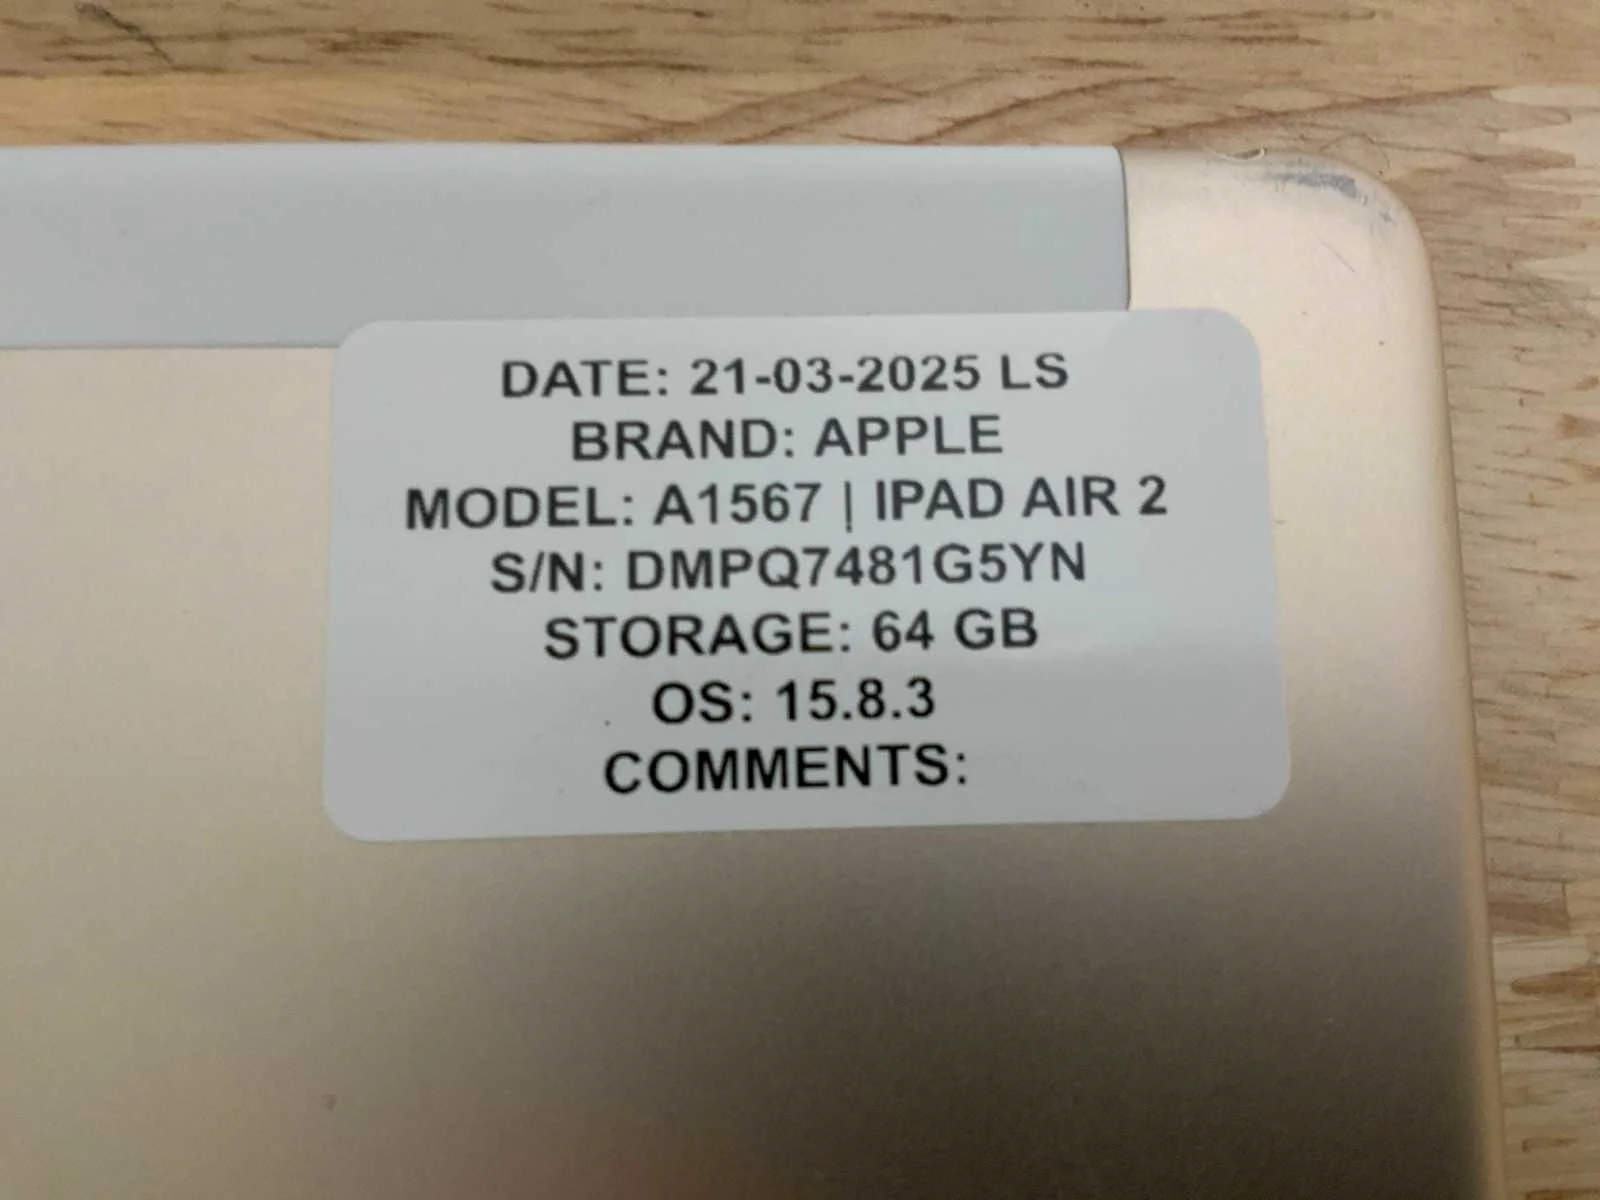 DATE: 21-03-2025 LS
BRAND: APPLE
MODEL: A1567 | IPAD AIR 2
S/N: DMPQ7481G5YN
STORAGE: 64 GB
OS: 15.8.3
COMMENTS: